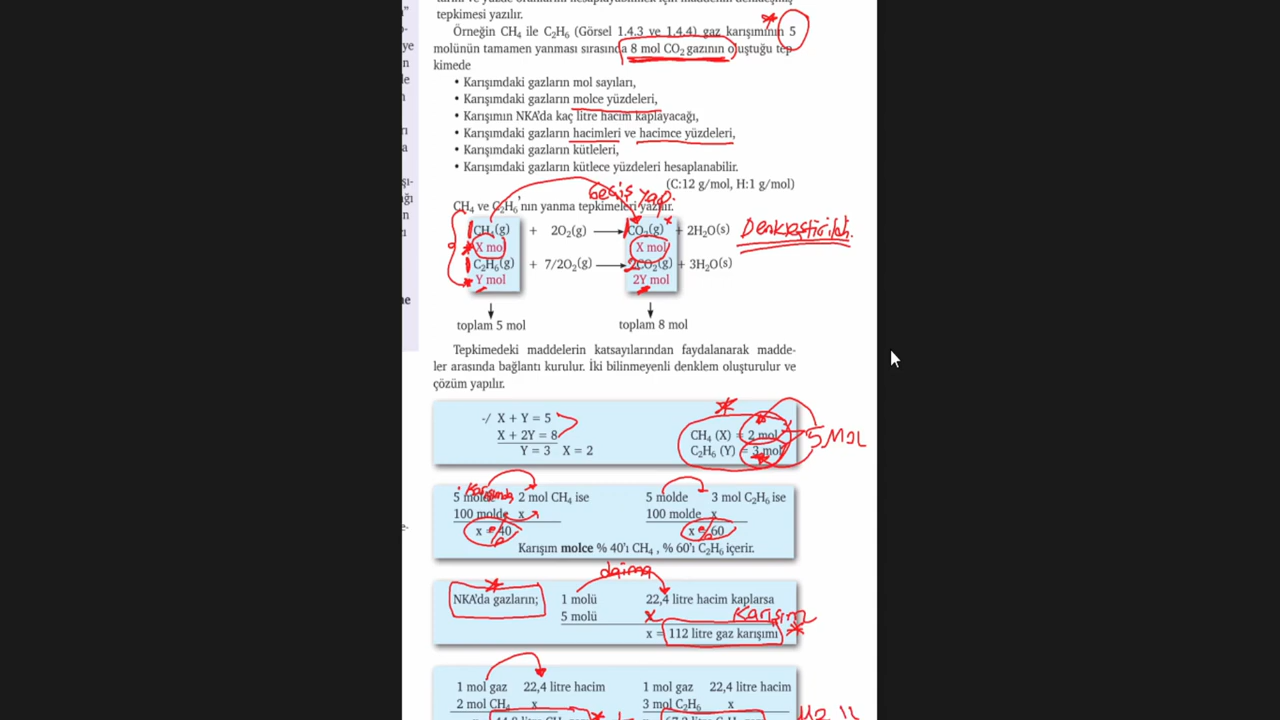 tepkimesi yazılır.
Örneğin CH₄ ile C₂H₆ (Görsel 1.4.3 ve 1.4.4) gaz karışımının 5
molünün tamamen yanması sırasında 8 mol CO₂ gazının oluştuğu tep
kimede
• Karışımdaki gazların mol sayıları,
• Karışımdaki gazların molce yüzdeleri,
• Karışımın NKA’da kaç litre hacim kaplayacağı,
• Karışımdaki gazların hacimleri ve hacimce yüzdeleri,
• Karışımdaki gazların kütleleri,
• Karışımdaki gazların kütlece yüzdeleri hesaplanabilir.
(C:12 g/mol, H:1 g/mol)
Geçiş yap.
CH₄ ve C₂H₆’nın yanma tepkimeleri yazılır.
1CH₄(g) + 2O₂(g) → 1CO₂(g) + 2H₂O(s) Denkleştirilir.
X mol X mol
1C₂H₆(g) + 7/2O₂(g) → 2CO₂(g) + 3H₂O(s)
Y mol 2Y mol
toplam 5 mol toplam 8 mol
Tepkimedeki maddelerin katsayılarından faydalanarak madde-
ler arasında bağlantı kurulur. İki bilinmeyenli denklem oluşturulur ve
çözüm yapılır.
-/ X + Y = 5
X + 2Y = 8 CH₄ (X) = 2 mol 5 MOL
Y = 3 X = 2 C₂H₆ (Y) = 3 mol
5 molde 2 mol CH₄ ise 5 molde 3 mol C₂H₆ ise
100 molde x 100 molde x
x = %40 x = %60
Karışım molce % 40’ı CH₄ , % 60’ı C₂H₆ içerir.
daima
NKA’da gazların; 1 molü 22,4 litre hacim kaplarsa
5 molü x Karışım
x = 112 litre gaz karışımı
1 mol gaz 22,4 litre hacim 1 mol gaz 22,4 litre hacim
2 mol CH₄ x 3 mol C₂H₆ x